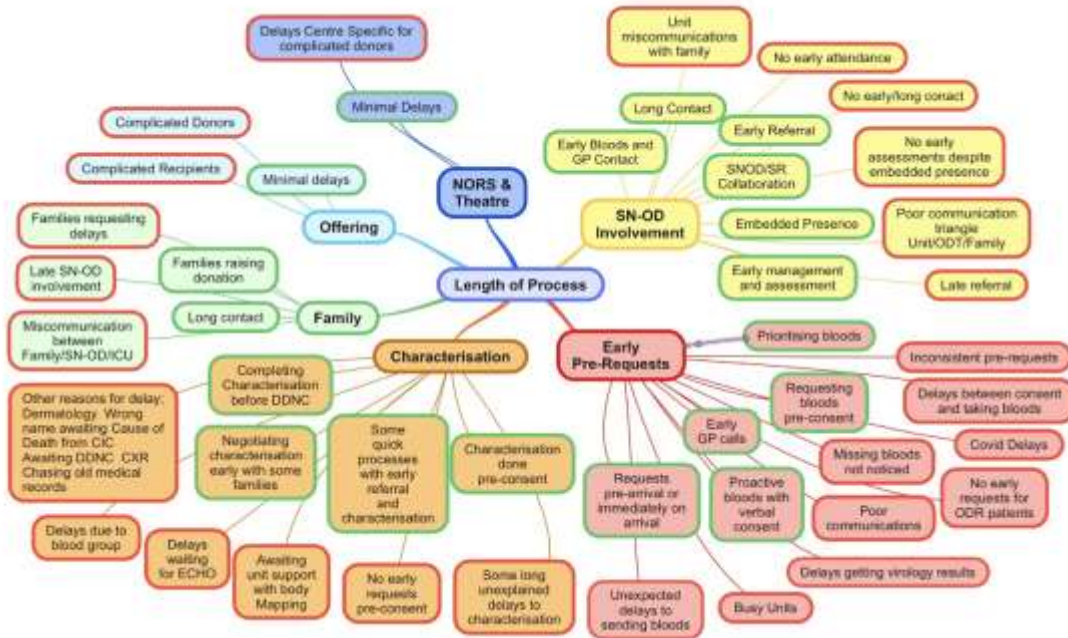 Delays Centre Specific for
complicated donors
Minimal Delays
NORS &
Theatre
Complicated Donors
Complicated Recipients
Minimal delays
Offering
Families requesting
delays
Late SN-OD
involvement
Miscommunication
between
Family/SN-OD/ICU
Families raising
donation
Long contact
Family
Length of Process
Unit
miscommunications
with family
No early attendance
No early/long conact
Long Contact
Early Referral
Early Bloods and
GP Contact
SNOD/SR
Collaboration
No early
assessments despite
embedded presence
SN-OD
Involvement
Embedded Presence
Poor communication
triangle
Unit/ODT/Family
Early management
and assessment
Late referral
Characterisation
Completing
Characterisation
before DDNC
Other reasons for delay:
Dermatology Wrong
name awaiting Cause of
Death from CIC
Awaiting DDNC CXR
Chasing old medical
records
Negotiating
characterisation
early with some
families
Some
quick
processes
with early
referral
and
characterisation
Characterisation
done
pre-consent
Delays due to
blood group
Delays
waiting
for ECHO
Awaiting
unit support
with body
Mapping
No early
requests
pre-consent
Some long
unexplained
delays to
characterisation
Early
Pre-Requests
Prioritising bloods
Inconsistent pre-requests
Requesting
bloods
pre-consent
Delays between consent
and taking bloods
Early
GP calls
Covid Delays
Missing bloods
not noticed
Requests
pre-arrival or
immediately on
arrival
Proactive
bloods with
verbal
consent
Poor
communications
No early
requests for
ODR patients
Delays getting virology results
Unexpected
delays to
sending bloods
Busy Units